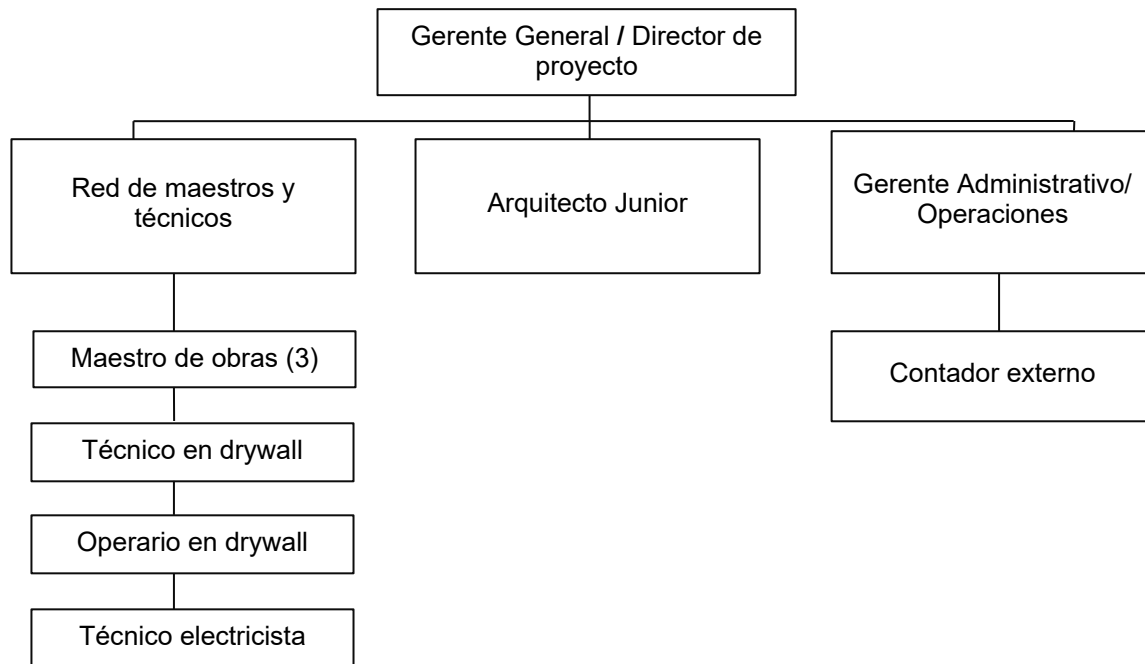 Gerente General / Director de
proyecto
Red de maestros y
técnicos
Arquitecto Junior
Gerente Administrativo/
Operaciones
Maestro de obras (3)
Contador externo
Técnico en drywall
Operario en drywall
Técnico electricista